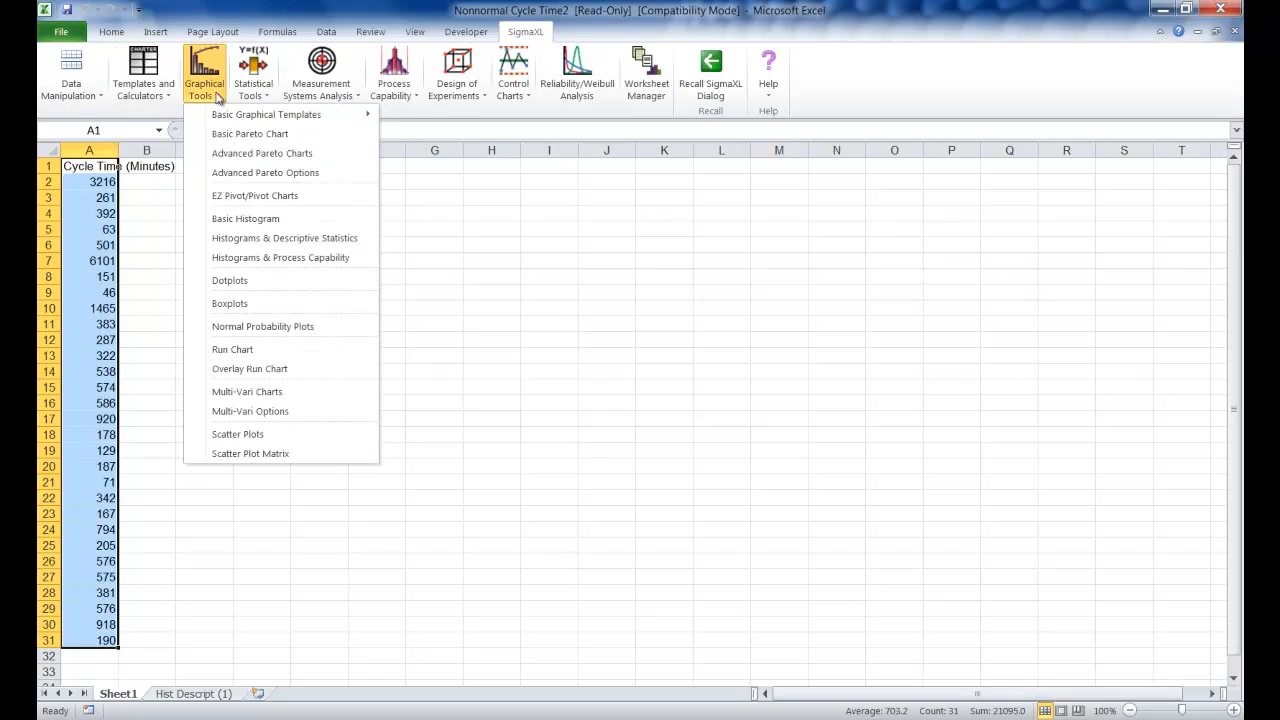 Nonnormal Cycle Time2 [Read-Only] [Compatibility Mode] - Microsoft Excel
File Home Insert Page Layout Formulas Data Review View Developer SigmaXL
Data Manipulation
Templates and Calculators
Graphical Tools
Y=f(X)
Statistical Tools
Measurement Systems Analysis
Process Capability
Design of Experiments
Control Charts
Reliability/Weibull Analysis
Worksheet Manager
Recall SigmaXL Dialog
Help
Recall
Help
A1
Basic Graphical Templates
Basic Pareto Chart
Advanced Pareto Charts
Advanced Pareto Options
EZ Pivot/Pivot Charts
Basic Histogram
Histograms & Descriptive Statistics
Histograms & Process Capability
Dotplots
Boxplots
Normal Probability Plots
Run Chart
Overlay Run Chart
Multi-Vari Charts
Multi-Vari Options
Scatter Plots
Scatter Plot Matrix
A B G H I J K L M N O P Q R S T
1 Cycle Time (Minutes)
2 3216
3 261
4 392
5 63
6 501
7 6101
8 151
9 46
10 1465
11 383
12 287
13 322
14 538
15 574
16 586
17 920
18 178
19 129
20 187
21 71
22 342
23 167
24 794
25 205
26 576
27 575
28 381
29 576
30 918
31 190
32
33
Sheet1 Hist Descript (1)
Ready Average: 703.2 Count: 31 Sum: 21095.0 100%